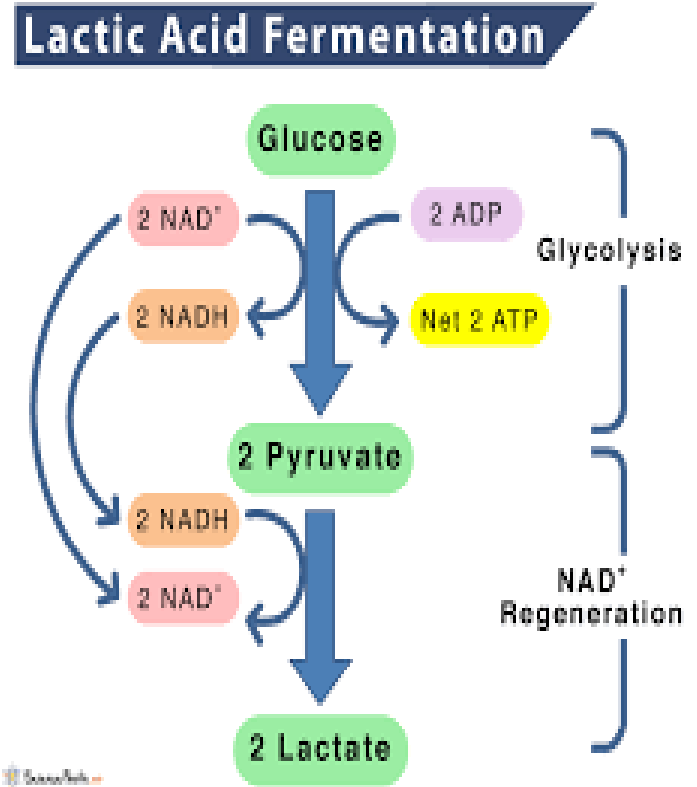 Lactic Acid Fermentation
Glucose
2 NAD⁺
2 ADP
Glycolysis
2 NADH
Net 2 ATP
2 Pyruvate
2 NADH
2 NAD⁺
NAD⁺
Regeneration
2 Lactate